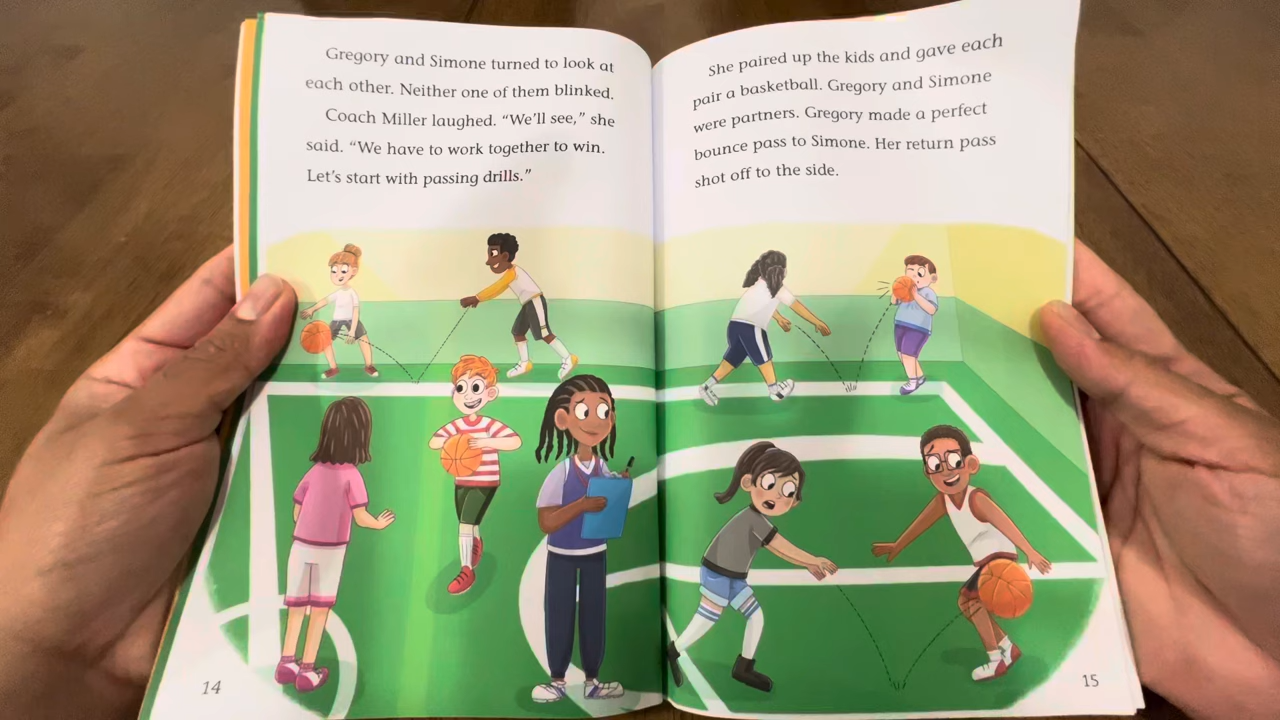 Gregory and Simone turned to look at
each other. Neither one of them blinked.
Coach Miller laughed. “We’ll see,” she
said. “We have to work together to win.
Let’s start with passing drills.”
14
She paired up the kids and gave each
pair a basketball. Gregory and Simone
were partners. Gregory made a perfect
bounce pass to Simone. Her return pass
shot off to the side.
15